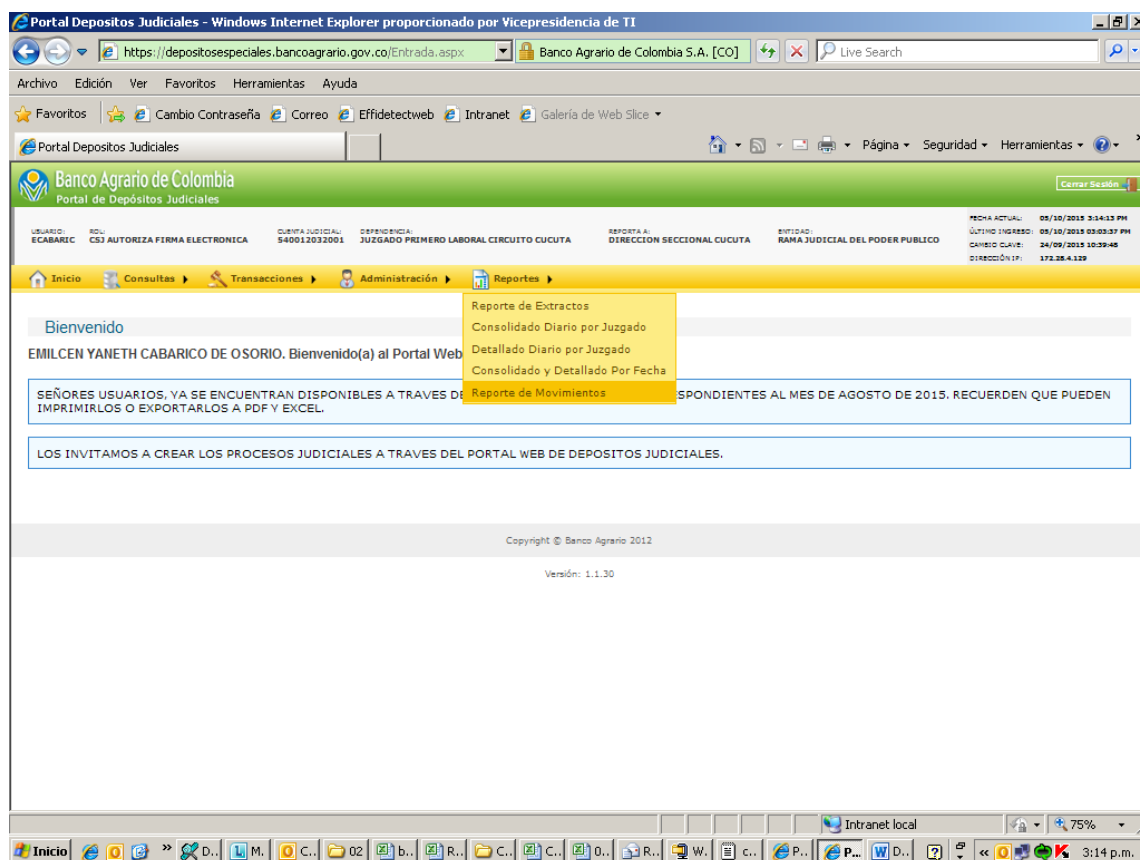 Portal Depositos Judiciales - Windows Internet Explorer proporcionado por Vicepresidencia de TI
https://depositosespeciales.bancoagrario.gov.co/Entrada.aspx Banco Agrario de Colombia S.A. [CO] Live Search
Archivo Edición Ver Favoritos Herramientas Ayuda
Favoritos Cambio Contraseña Correo Effidetectweb Intranet Galería de Web Slice
Portal Depositos Judiciales Página Seguridad Herramientas
Banco Agrario de Colombia
Portal de Depósitos Judiciales
Cerrar Sesión
USUARIO: ROL: CUENTA JUDICIAL: DEPENDENCIA: REPORTA A: ENTIDAD:
ECABARIC CSJ AUTORIZA FIRMA ELECTRONICA 540012032001 JUZGADO PRIMERO LABORAL CIRCUITO CUCUTA DIRECCION SECCIONAL CUCUTA RAMA JUDICIAL DEL PODER PUBLICO
FECHA ACTUAL: 05/10/2015 3:14:13 PM
ÚLTIMO INGRESO: 05/10/2015 03:03:37 PM
CAMBIO CLAVE: 24/09/2015 10:39:46
DIRECCIÓN IP: 172.28.4.129
Inicio Consultas Transacciones Administración Reportes
Reporte de Extractos
Consolidado Diario por Juzgado
Detallado Diario por Juzgado
Consolidado y Detallado Por Fecha
Reporte de Movimientos
Bienvenido
EMILCEN YANETH CABARICO DE OSORIO. Bienvenido(a) al Portal Web
SEÑORES USUARIOS, YA SE ENCUENTRAN DISPONIBLES A TRAVES DE SPONDIENTES AL MES DE AGOSTO DE 2015. RECUERDEN QUE PUEDEN
IMPRIMIRLOS O EXPORTARLOS A PDF Y EXCEL.
LOS INVITAMOS A CREAR LOS PROCESOS JUDICIALES A TRAVES DEL PORTAL WEB DE DEPOSITOS JUDICIALES.
Copyright © Banco Agrario 2012
Versión: 1.1.30
Intranet local 75%
Inicio D.. M. C.. 02 b.. R.. C.. C.. 0.. R.. W. c.. P.. P... D.. 3:14 p.m.